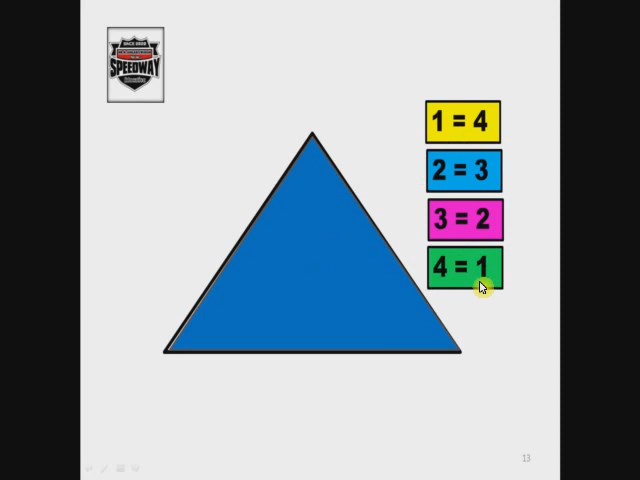 SPEEDWAY
1 = 4
2 = 3
3 = 2
4 = 1
13